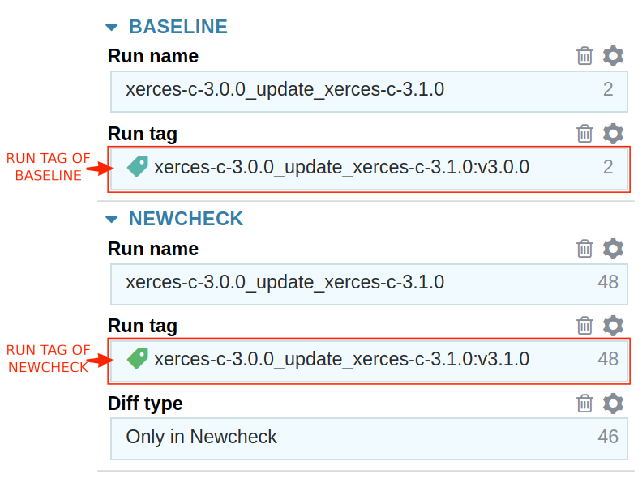 BASELINE
Run name
xerces-c-3.0.0_update_xerces-c-3.1.0 2
Run tag
RUN TAG OF
BASELINE
xerces-c-3.0.0_update_xerces-c-3.1.0:v3.0.0 2
NEWCHECK
Run name
xerces-c-3.0.0_update_xerces-c-3.1.0 48
Run tag
RUN TAG OF
NEWCHECK
xerces-c-3.0.0_update_xerces-c-3.1.0:v3.1.0 48
Diff type
Only in Newcheck 46